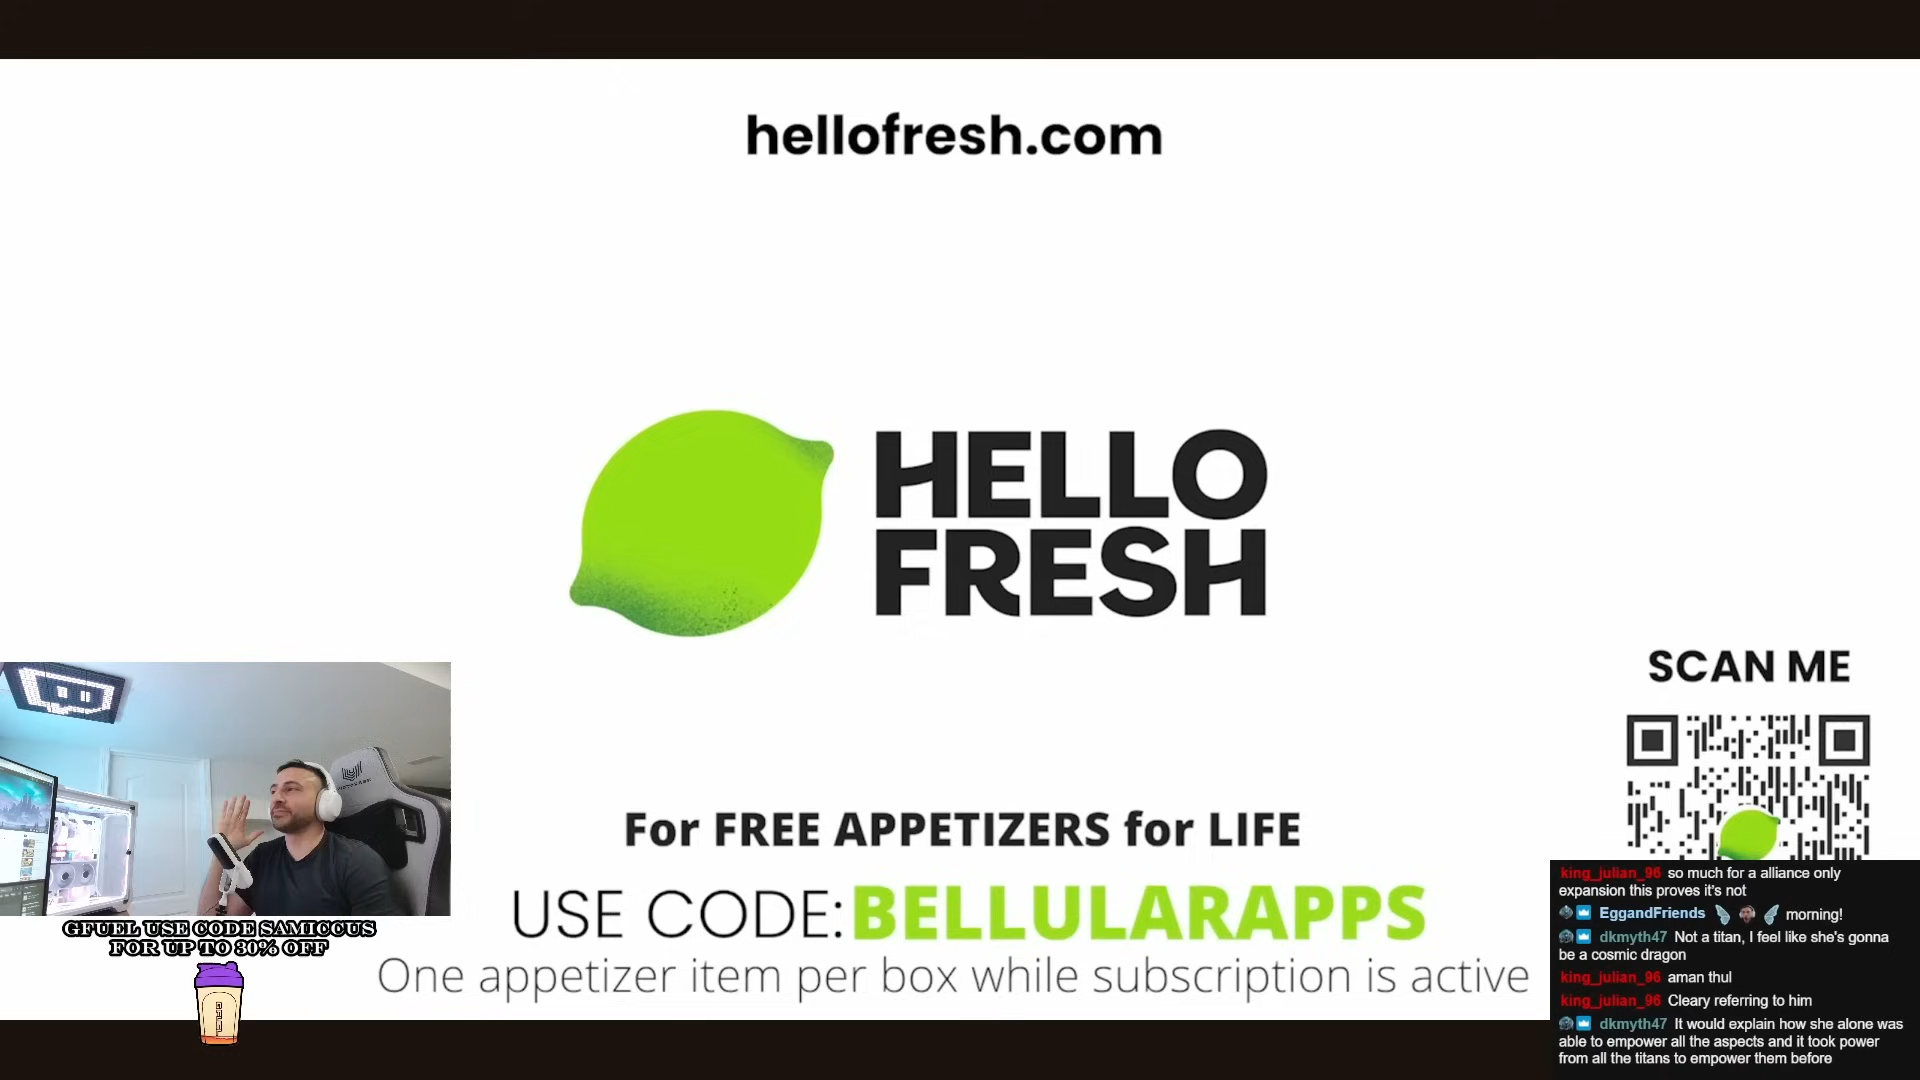 hellofresh.com
HELLO
FRESH
SCAN ME
For FREE APPETIZERS for LIFE
USE CODE: BELLULARAPPS
One appetizer item per box while subscription is active
GFUEL USE CODE SAMICCUS
FOR UP TO 30% OFF
GFUEL
king_julian_96 so much for a alliance only
expansion this proves it's not
EggandFriends morning!
dkmyth47 Not a titan, I feel like she's gonna
be a cosmic dragon
king_julian_96 aman thul
king_julian_96 Cleary referring to him
dkmyth47 It would explain how she alone was
able to empower all the aspects and it took power
from all the titans to empower them before